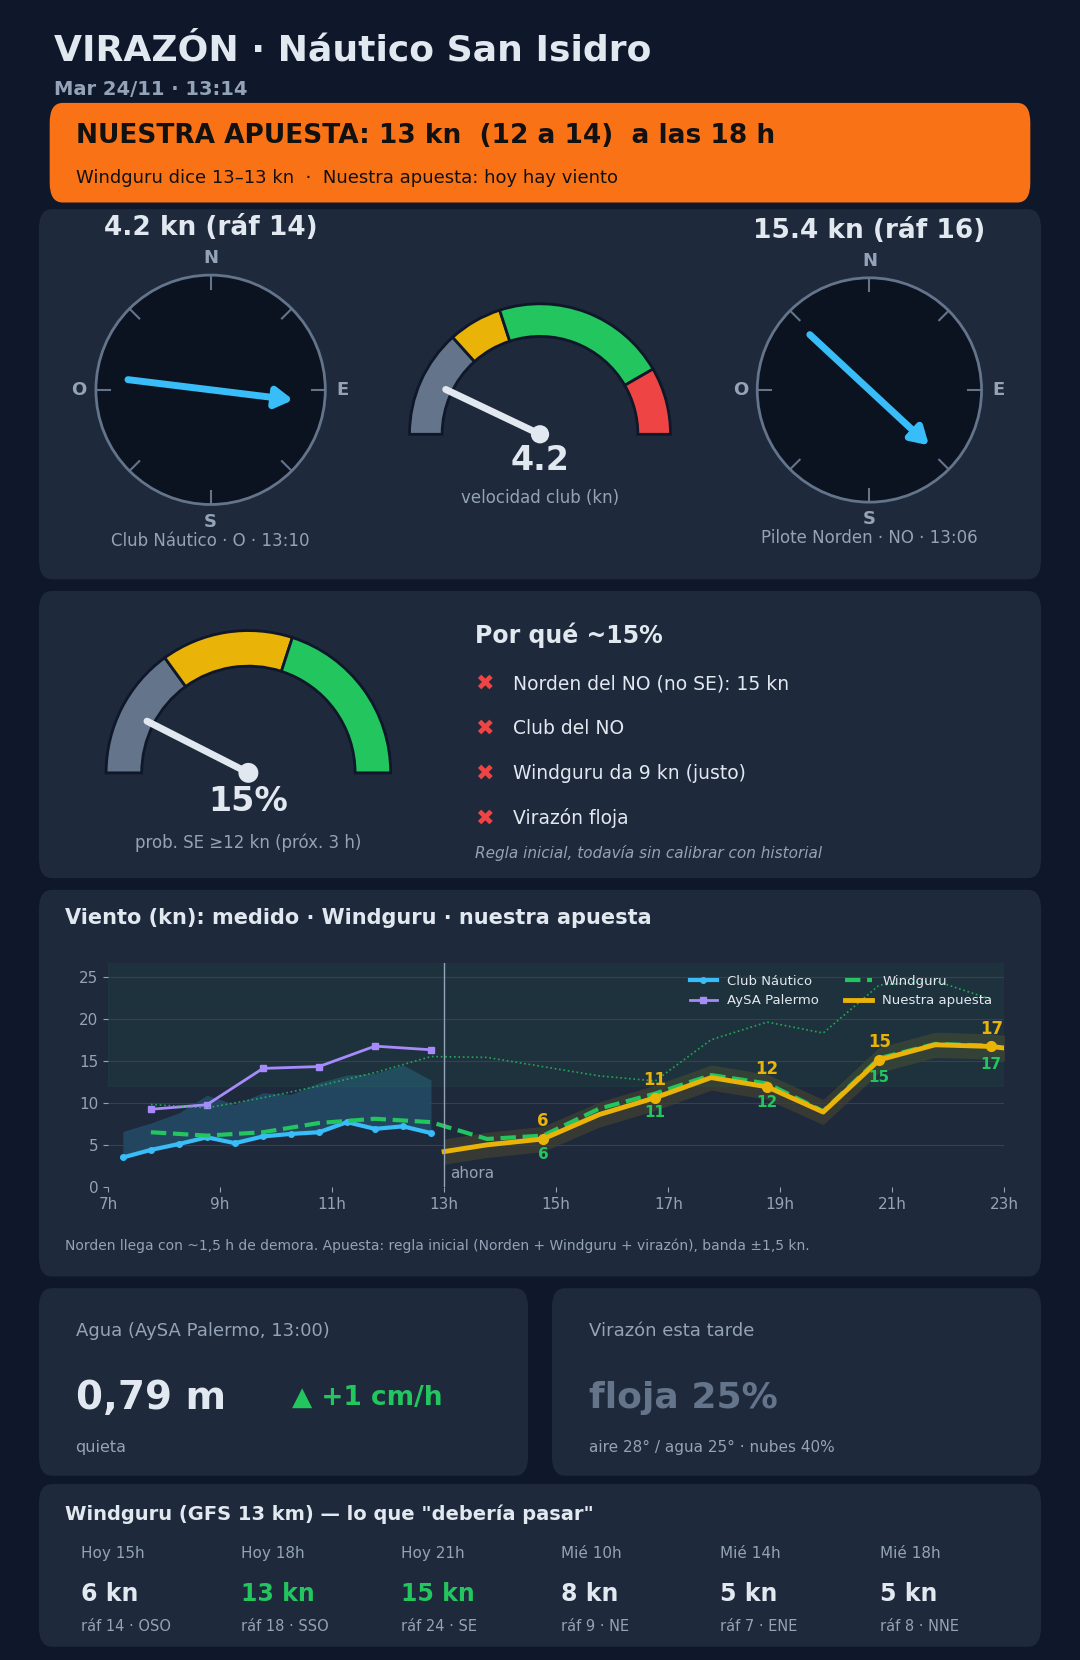 VIRAZÓN · Náutico San Isidro
Mar 24/11 · 13:14
NUESTRA APUESTA: 13 kn (12 a 14) a las 18 h
Windguru dice 13–13 kn · Nuestra apuesta: hoy hay viento
4.2 kn (ráf 14)
N
O
E
S
Club Náutico · O · 13:10
4.2
velocidad club (kn)
15.4 kn (ráf 16)
N
O
E
S
Pilote Norden · NO · 13:06
15%
prob. SE ≥12 kn (próx. 3 h)
Por qué ~15%
✖ Norden del NO (no SE): 15 kn
✖ Club del NO
✖ Windguru da 9 kn (justo)
✖ Virazón floja
Regla inicial, todavía sin calibrar con historial
Viento (kn): medido · Windguru · nuestra apuesta
Club Náutico
AySA Palermo
Windguru
Nuestra apuesta
25
20
15
10
5
0
6
11
12
15
17
6
11
12
15
17
ahora
7h 9h 11h 13h 15h 17h 19h 21h 23h
Norden llega con ~1,5 h de demora. Apuesta: regla inicial (Norden + Windguru + virazón), banda ±1,5 kn.
Agua (AySA Palermo, 13:00)
0,79 m ▲ +1 cm/h
quieta
Virazón esta tarde
floja 25%
aire 28° / agua 25° · nubes 40%
Windguru (GFS 13 km) — lo que "debería pasar"
Hoy 15h Hoy 18h Hoy 21h Mié 10h Mié 14h Mié 18h
6 kn 13 kn 15 kn 8 kn 5 kn 5 kn
ráf 14 · OSO ráf 18 · SSO ráf 24 · SE ráf 9 · NE ráf 7 · ENE ráf 8 · NNE